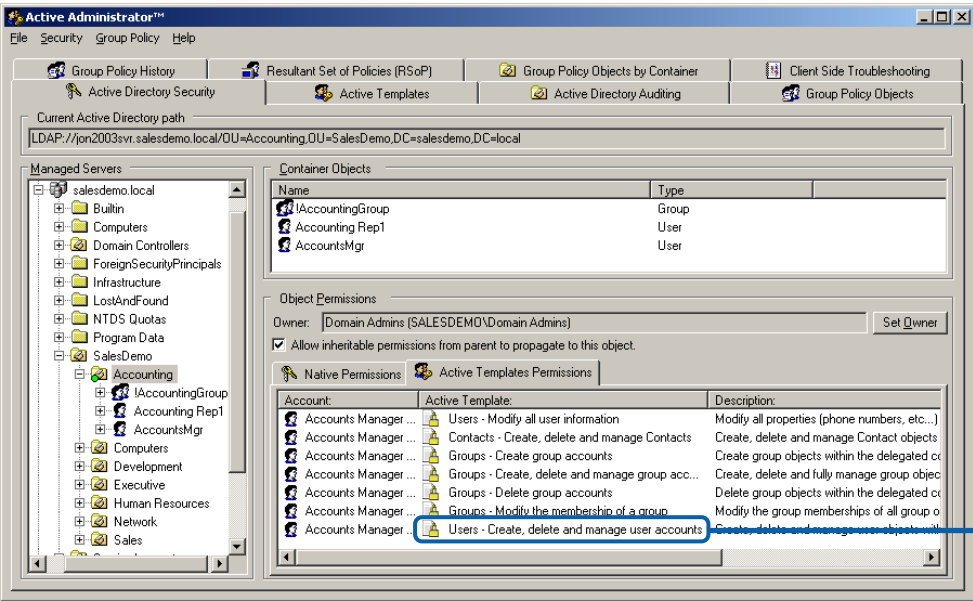 Active Administrator™
File Security Group Policy Help
Group Policy History
Resultant Set of Policies (RSoP)
Group Policy Objects by Container
Client Side Troubleshooting
Active Directory Security
Active Templates
Active Directory Auditing
Group Policy Objects
Current Active Directory path
LDAP://jon2003svr.salesdemo.local/OU=Accounting,OU=SalesDemo,DC=salesdemo,DC=local
Managed Servers
salesdemo.local
Builtin
Computers
Domain Controllers
ForeignSecurityPrincipals
Infrastructure
LostAndFound
NTDS Quotas
Program Data
SalesDemo
Accounting
!AccountingGroup
Accounting Rep1
AccountsMgr
Computers
Development
Executive
Human Resources
Network
Sales
Container Objects
Name Type
!AccountingGroup Group
Accounting Rep1 User
AccountsMgr User
Object Permissions
Owner: Domain Admins (SALESDEMO\Domain Admins) Set Owner
Allow inheritable permissions from parent to propagate to this object.
Native Permissions
Active Templates Permissions
Account: Active Template: Description:
Accounts Manager ... Users - Modify all user information Modify all properties (phone numbers, etc...)
Accounts Manager ... Contacts - Create, delete and manage Contacts Create, delete and manage Contact objects
Accounts Manager ... Groups - Create group accounts Create group objects within the delegated co
Accounts Manager ... Groups - Create, delete and manage group acc... Create, delete and fully manage group objec
Accounts Manager ... Groups - Delete group accounts Delete group objects within the delegated co
Accounts Manager ... Groups - Modify the membership of a group Modify the group memberships of all group o
Accounts Manager ... Users - Create, delete and manage user accounts Create, delete and manage user objects with